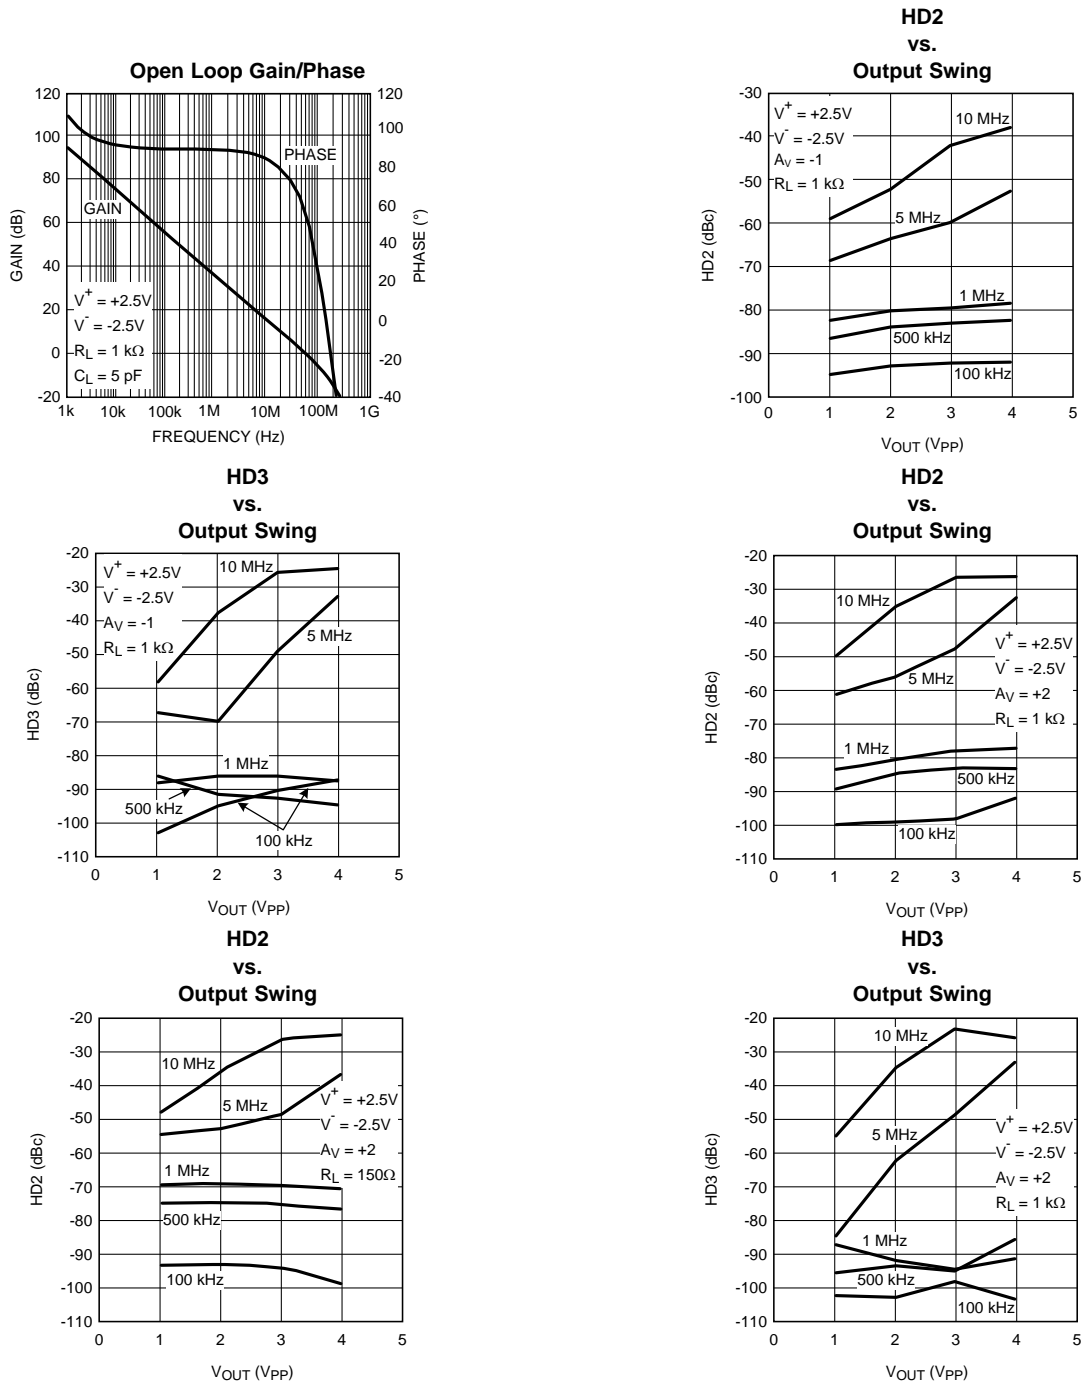 Open Loop Gain/Phase
120
100
80
60
40
20
0
-20
120
100
80
60
40
20
0
-20
-40
GAIN (dB)
PHASE (°)
PHASE
GAIN
V+ = +2.5V
V- = -2.5V
RL = 1 kΩ
CL = 5 pF
1k 10k 100k 1M 10M 100M 1G
FREQUENCY (Hz)
HD2
vs.
Output Swing
-30
-40
-50
-60
-70
-80
-90
-100
HD2 (dBc)
V+ = +2.5V
V- = -2.5V
AV = -1
RL = 1 kΩ
10 MHz
5 MHz
1 MHz
500 kHz
100 kHz
0 1 2 3 4 5
VOUT (VPP)
HD3
vs.
Output Swing
-20
-30
-40
-50
-60
-70
-80
-90
-100
-110
HD3 (dBc)
V+ = +2.5V
V- = -2.5V
AV = -1
RL = 1 kΩ
10 MHz
5 MHz
1 MHz
500 kHz
100 kHz
0 1 2 3 4 5
VOUT (VPP)
HD2
vs.
Output Swing
-20
-30
-40
-50
-60
-70
-80
-90
-100
-110
HD2 (dBc)
10 MHz
5 MHz
V+ = +2.5V
V- = -2.5V
AV = +2
RL = 1 kΩ
1 MHz
500 kHz
100 kHz
0 1 2 3 4 5
VOUT (VPP)
HD2
vs.
Output Swing
-20
-30
-40
-50
-60
-70
-80
-90
-100
-110
HD2 (dBc)
10 MHz
5 MHz
V+ = +2.5V
V- = -2.5V
AV = +2
RL = 150Ω
1 MHz
500 kHz
100 kHz
0 1 2 3 4 5
VOUT (VPP)
HD3
vs.
Output Swing
-20
-30
-40
-50
-60
-70
-80
-90
-100
-110
HD3 (dBc)
10 MHz
5 MHz
V+ = +2.5V
V- = -2.5V
AV = +2
RL = 1 kΩ
1 MHz
500 kHz
100 kHz
0 1 2 3 4 5
VOUT (VPP)